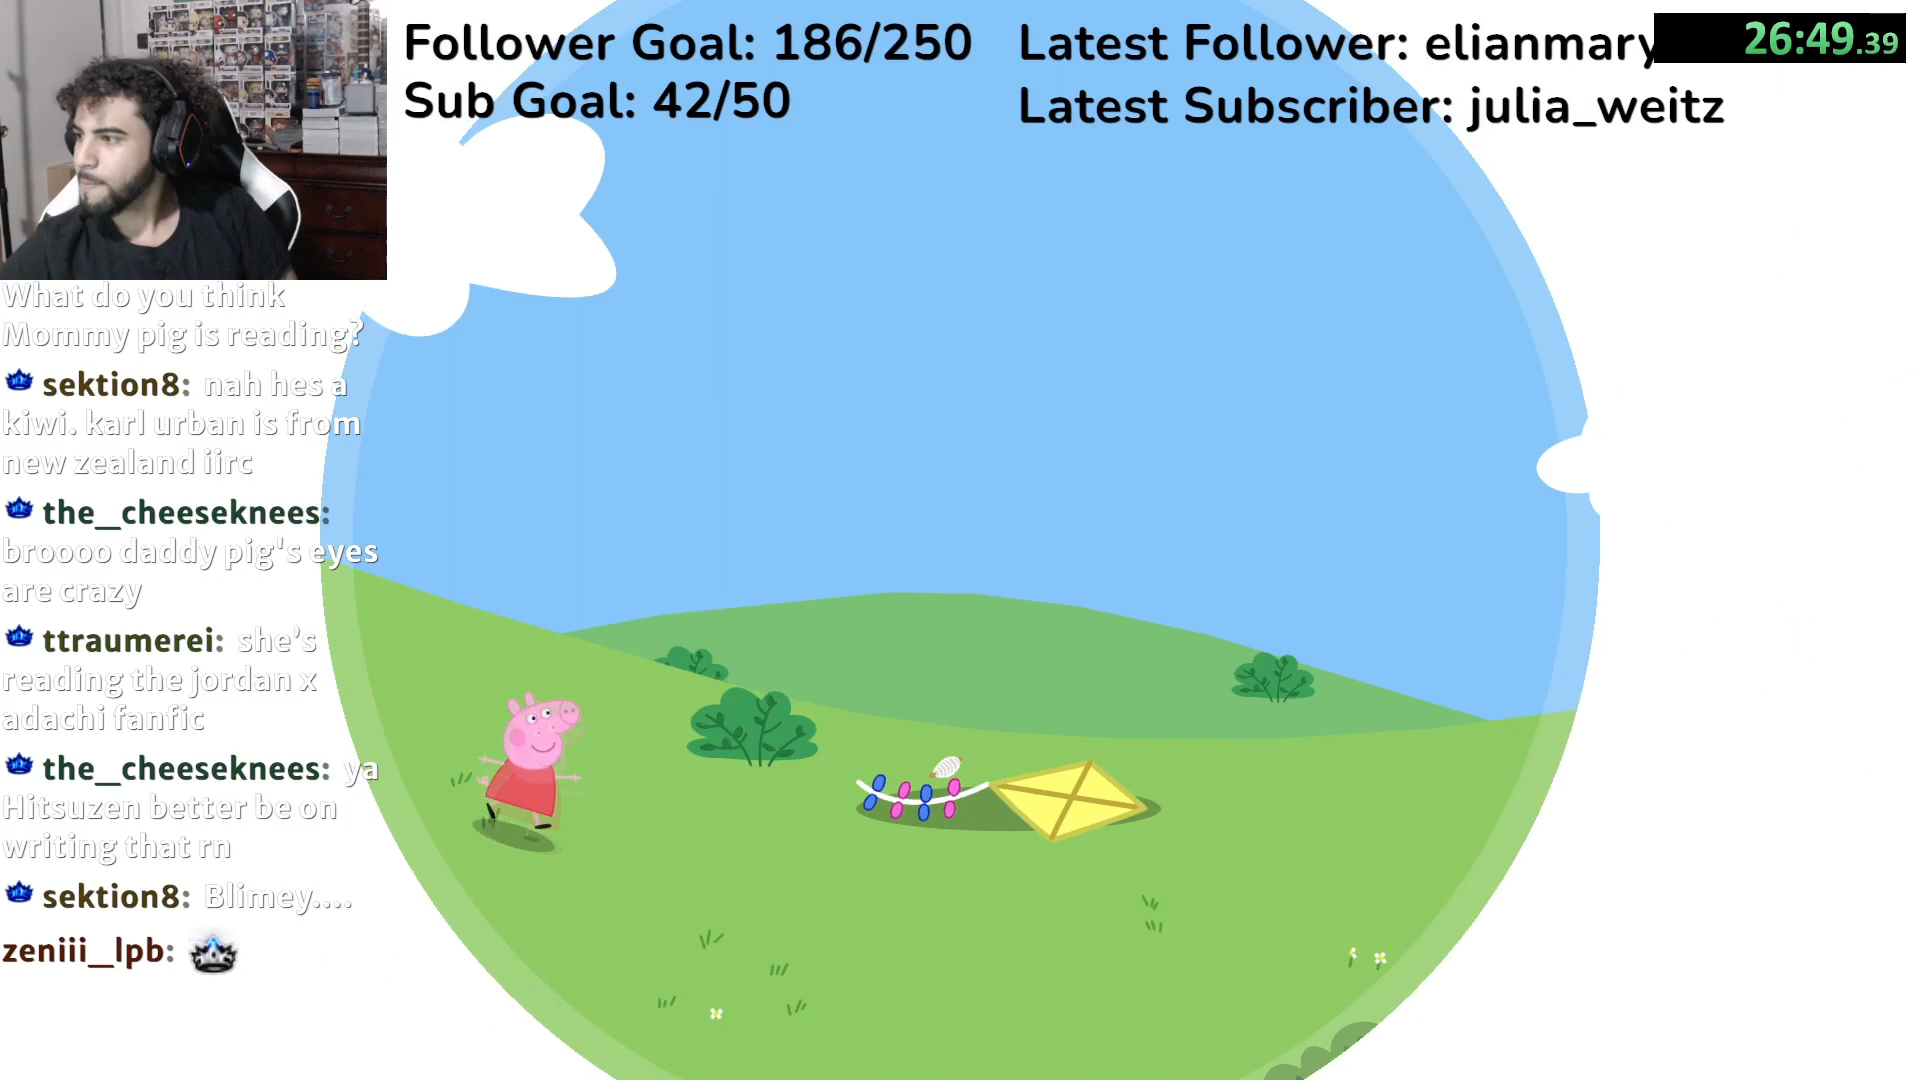 Follower Goal: 186/250
Sub Goal: 42/50
Latest Follower: elianmary
Latest Subscriber: julia_weitz
26:49.39
What do you think
Mommy pig is reading?
sektion8: nah hes a
kiwi. karl urban is from
new zealand iirc
the__cheeseknees:
broooo daddy pig's eyes
are crazy
ttraumerei: she's
reading the jordan x
adachi fanfic
the__cheeseknees: ya
Hitsuzen better be on
writing that rn
sektion8: Blimey....
zeniii__lpb: